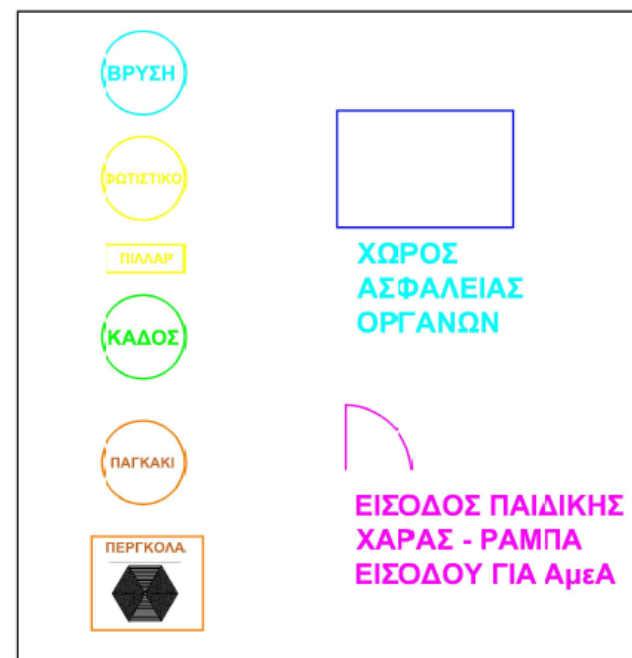 ΒΡΥΣΗ
ΦΩΤΙΣΤΙΚΟ
ΠΙΛΛΑΡ
ΚΑΔΟΣ
ΠΑΓΚΑΚΙ
ΠΕΡΓΚΟΛΑ
ΧΩΡΟΣ
ΑΣΦΑΛΕΙΑΣ
ΟΡΓΑΝΩΝ
ΕΙΣΟΔΟΣ ΠΑΙΔΙΚΗΣ
ΧΑΡΑΣ - ΡΑΜΠΑ
ΕΙΣΟΔΟΥ ΓΙΑ ΑμεΑ